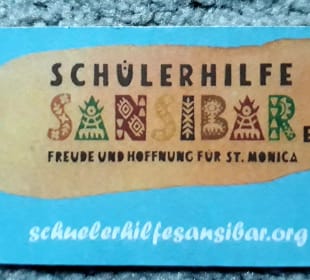 SCHÜLERHILFE
SANSIBAR
FREUDE UND HOFFNUNG FÜR ST. MONICA
schuelerhilfesansibar.org